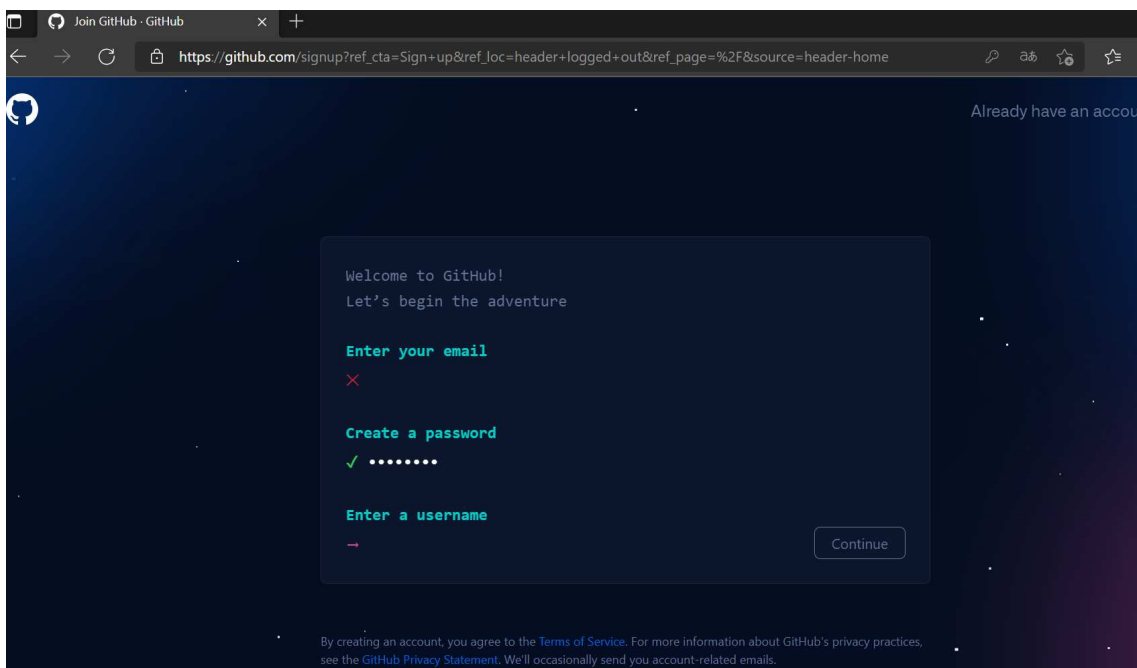 Join GitHub · GitHub
https://github.com/signup?ref_cta=Sign+up&ref_loc=header+logged+out&ref_page=%2F&source=header-home
aあ
Already have an accou
Welcome to GitHub!
Let's begin the adventure
Enter your email
Create a password
Enter a username
Continue
By creating an account, you agree to the Terms of Service. For more information about GitHub's privacy practices,
see the GitHub Privacy Statement. We'll occasionally send you account-related emails.